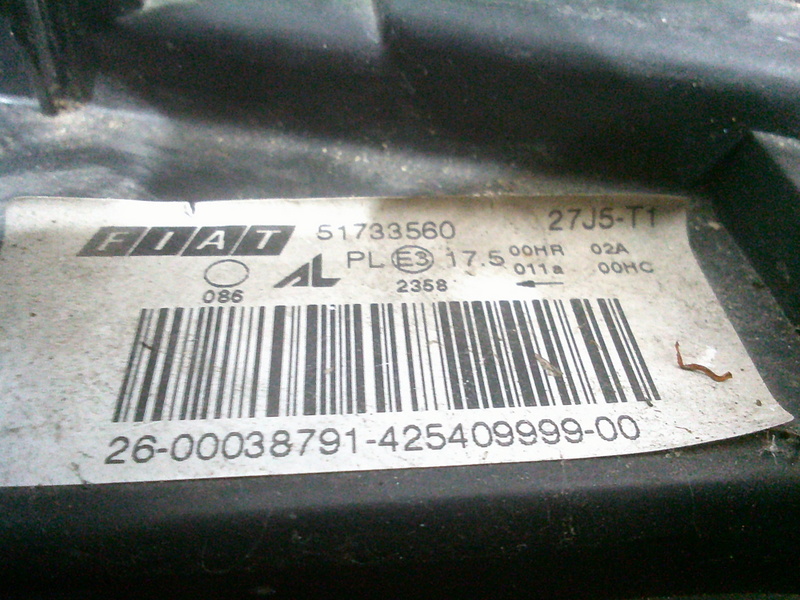 FIAT 51733560 27J5-T1
PL E3 17.5 00HR 02A
011a 00HC
086 AL 2358
26-00038791-425409999-00